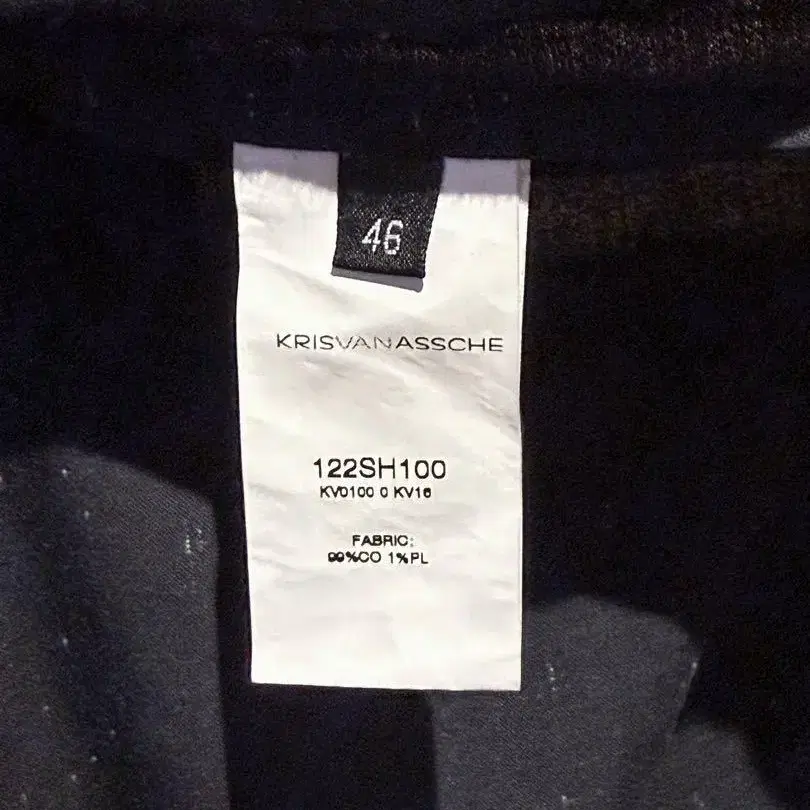 46
KRISVANASSCHE
122SH100
KV0100 0 KV16
FABRIC:
99%CO 1%PL